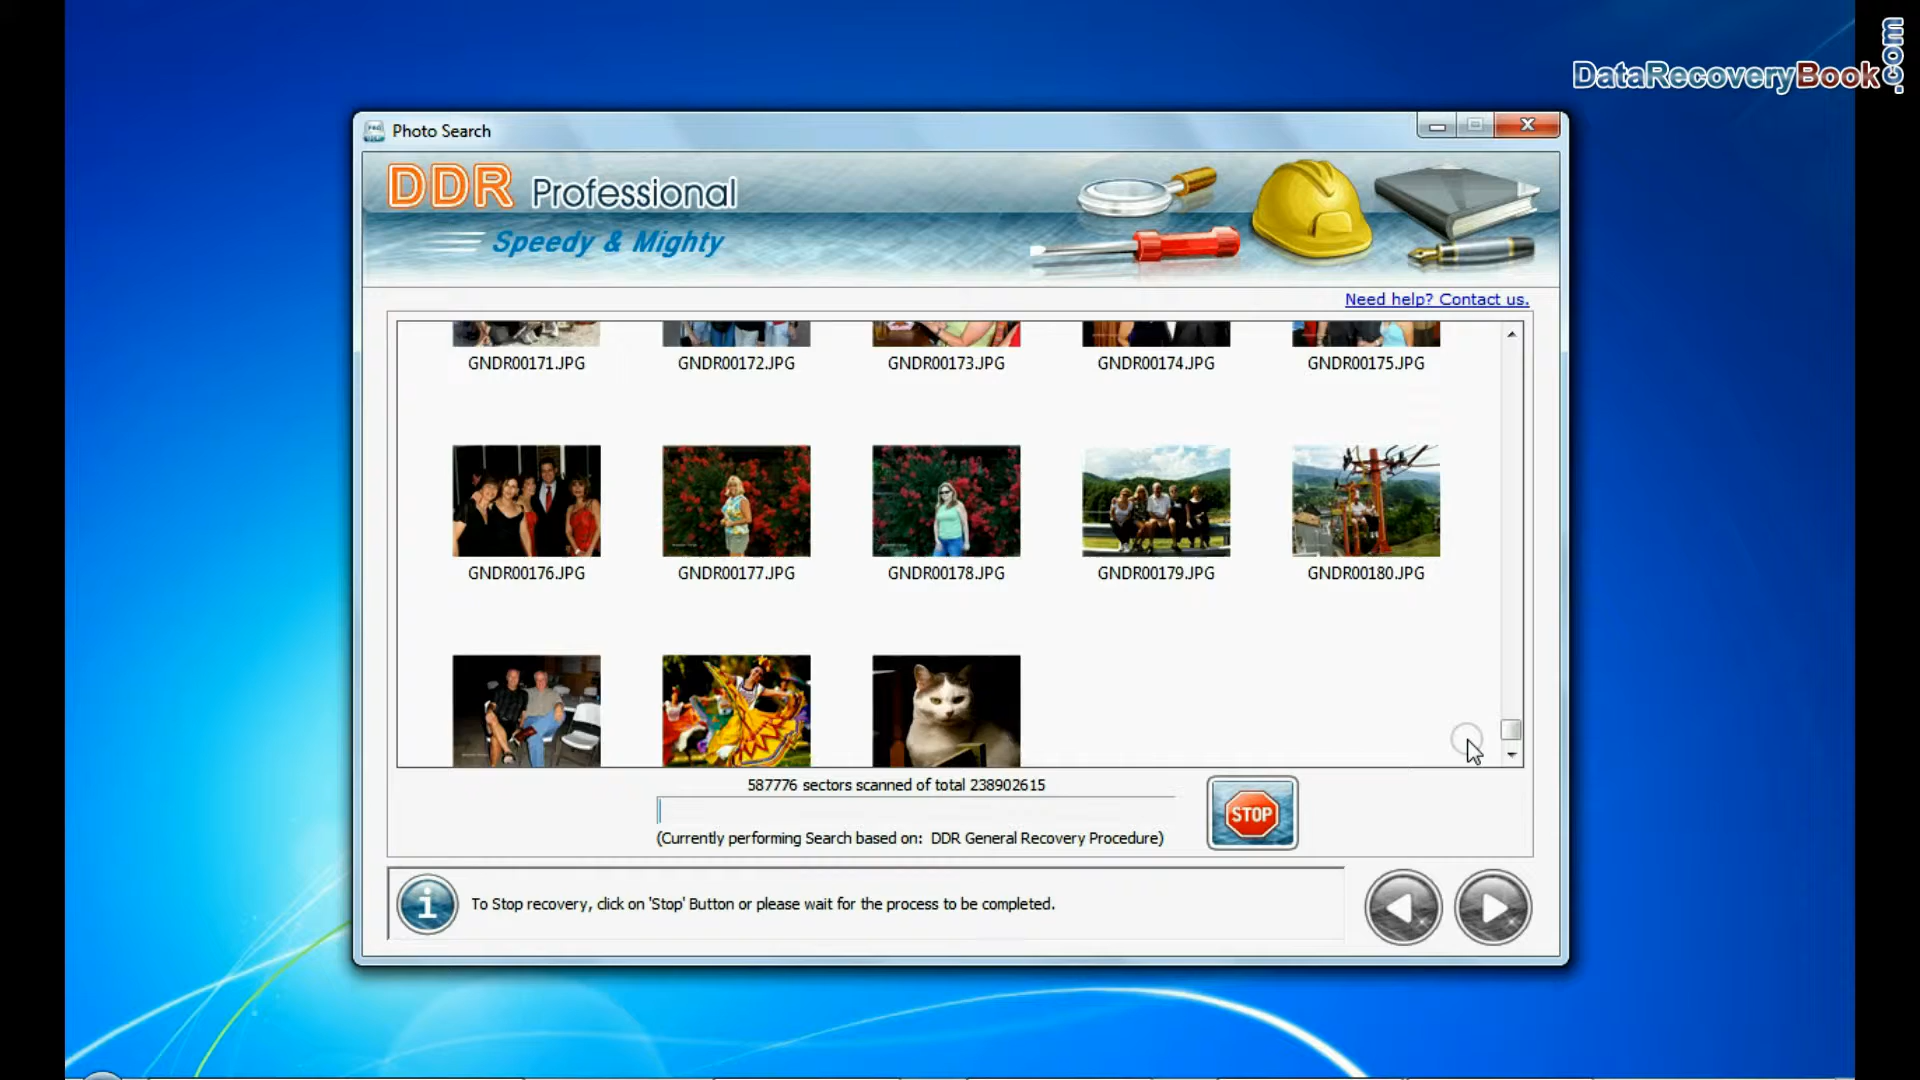 DataRecoveryBook.com
Photo Search
DDR Professional
Speedy & Mighty
Need help? Contact us.
GNDR00171.JPG
GNDR00172.JPG
GNDR00173.JPG
GNDR00174.JPG
GNDR00175.JPG
GNDR00176.JPG
GNDR00177.JPG
GNDR00178.JPG
GNDR00179.JPG
GNDR00180.JPG
587776 sectors scanned of total 238902615
STOP
(Currently performing Search based on: DDR General Recovery Procedure)
To Stop recovery, click on 'Stop' Button or please wait for the process to be completed.